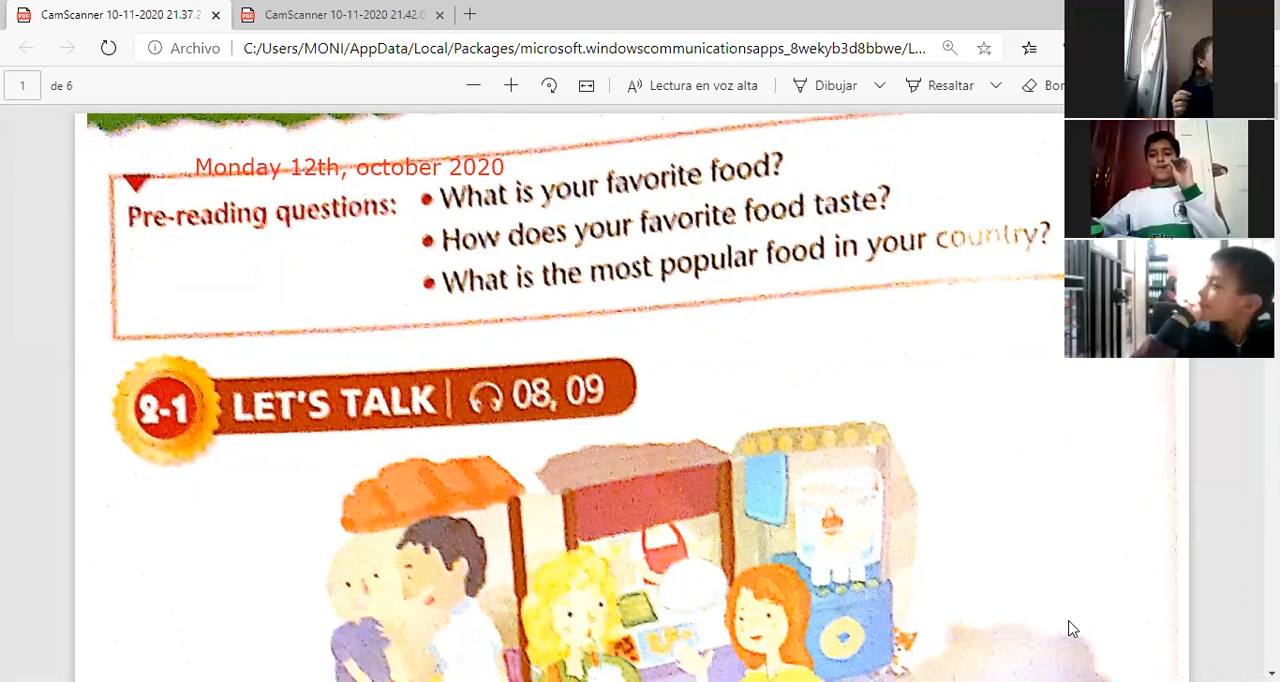 CamScanner 10-11-2020 21.37.2
CamScanner 10-11-2020 21.42.0
Archivo
C:/Users/MONI/AppData/Local/Packages/microsoft.windowscommunicationsapps_8wekyb3d8bbwe/L...
1 de 6
Lectura en voz alta
Dibujar
Resaltar
Bor
Monday 12th, october 2020
Pre-reading questions:
• What is your favorite food?
• How does your favorite food taste?
• What is the most popular food in your country?
2-1 LET'S TALK | 08, 09